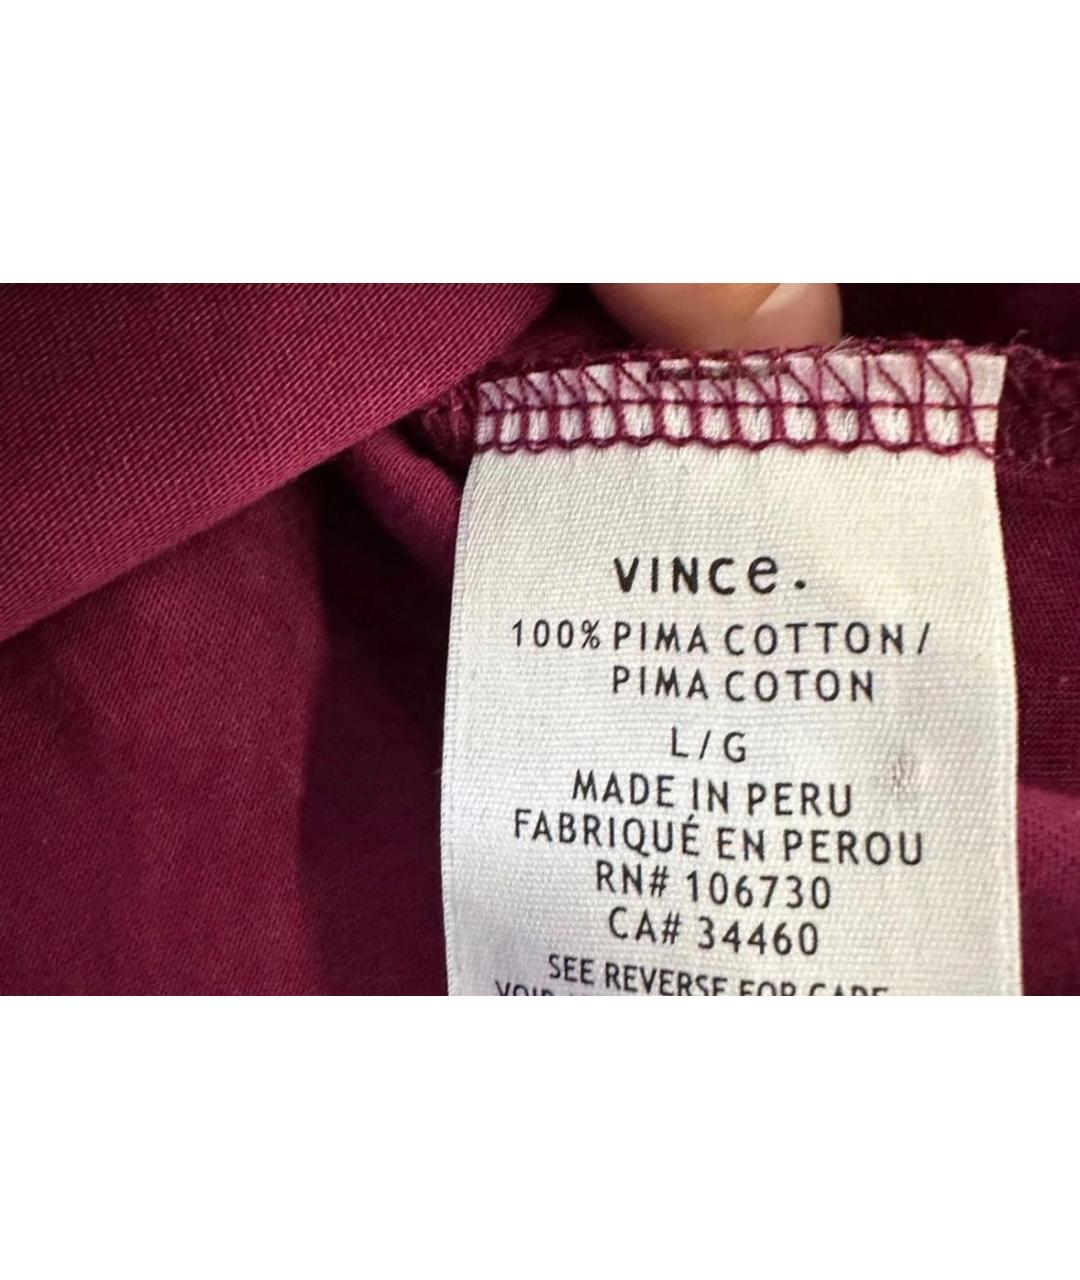 VINCe.
100% PIMA COTTON/
PIMA COTON
L/G
MADE IN PERU
FABRIQUÉ EN PEROU
RN# 106730
CA# 34460
SEE REVERSE FOR CARE